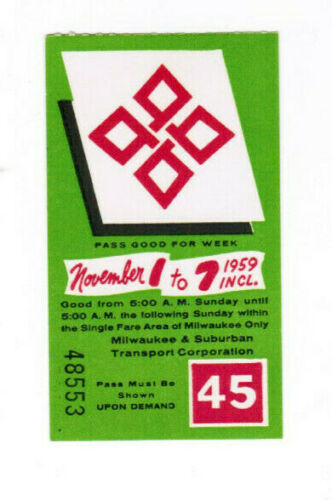 PASS GOOD FOR WEEK
November 1 to 7 1959 INCL.
Good from 5:00 A. M. Sunday until
5:00 A. M. the following Sunday within
the Single Fare Area of Milwaukee Only
Milwaukee & Suburban
Transport Corporation
48553
Pass Must Be
Shown
UPON DEMAND
45